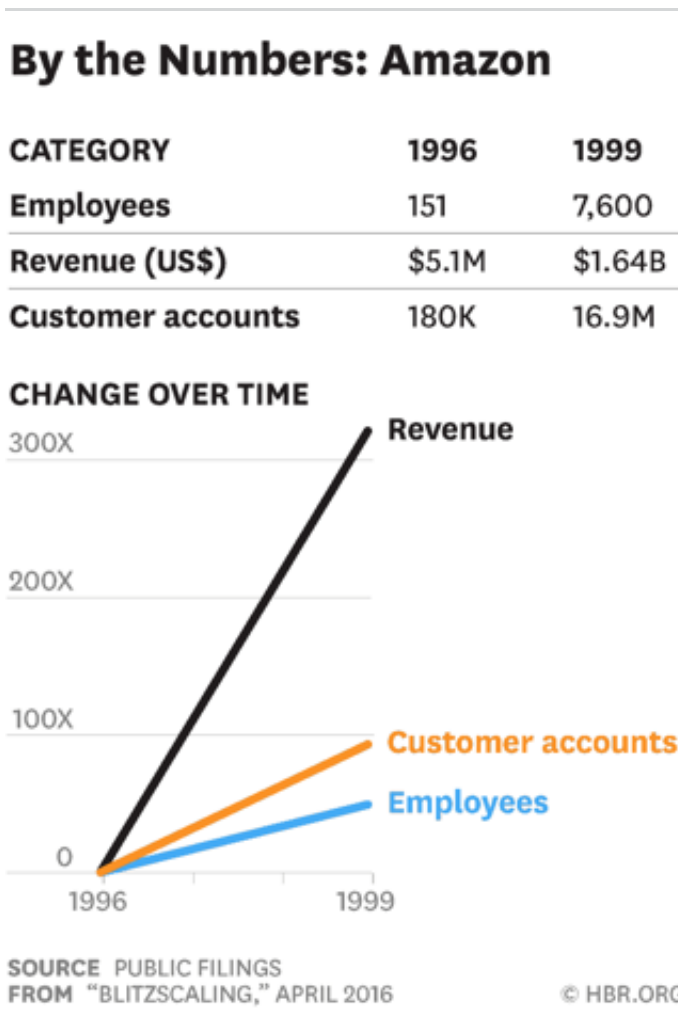 By the Numbers: Amazon
CATEGORY 1996 1999
Employees 151 7,600
Revenue (US$) $5.1M $1.64B
Customer accounts 180K 16.9M
CHANGE OVER TIME
Revenue
300X
200X
100X
Customer accounts
Employees
0
1996 1999
SOURCE PUBLIC FILINGS
FROM “BLITZSCALING,” APRIL 2016 © HBR.ORG